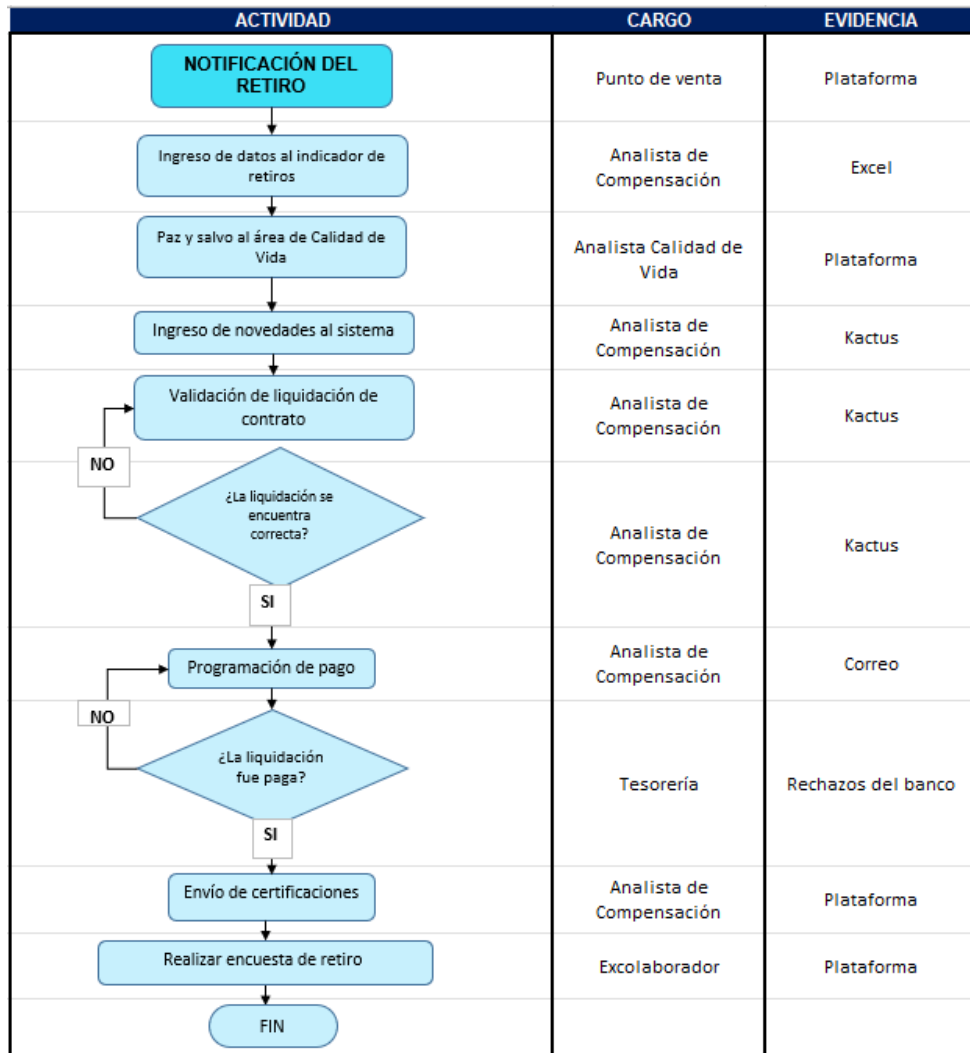 ACTIVIDAD CARGO EVIDENCIA
NOTIFICACIÓN DEL
RETIRO
Punto de venta
Plataforma
Ingreso de datos al indicador de
retiros
Analista de
Compensación
Excel
Paz y salvo al área de Calidad de
Vida
Analista Calidad de
Vida
Plataforma
Ingreso de novedades al sistema
Analista de
Compensación
Kactus
Validación de liquidación de
contrato
Analista de
Compensación
Kactus
NO
¿La liquidación se
encuentra
correcta?
Analista de
Compensación
Kactus
SI
Programación de pago
Analista de
Compensación
Correo
NO
¿La liquidación
fue paga?
Tesorería
Rechazos del banco
SI
Envío de certificaciones
Analista de
Compensación
Plataforma
Realizar encuesta de retiro
Excolaborador
Plataforma
FIN